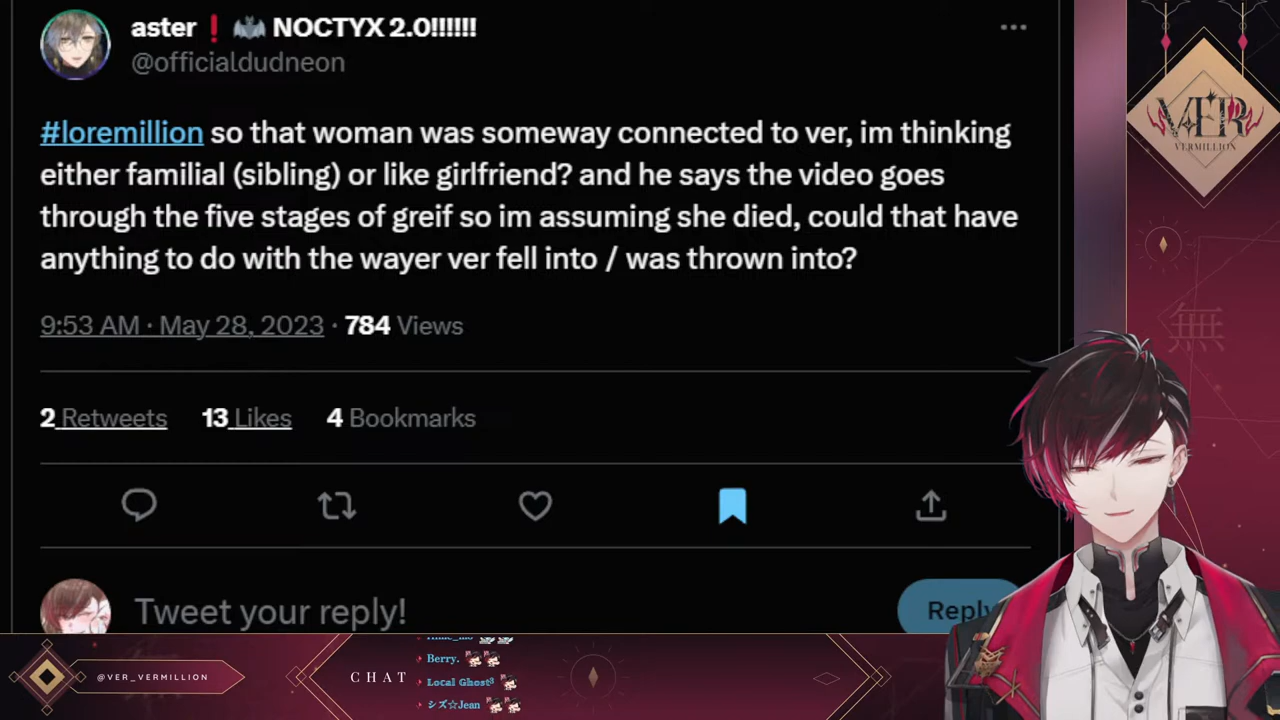 aster❗🦇 NOCTYX 2.0!!!!!!
@officialdudneon
#loremillion so that woman was someway connected to ver, im thinking
either familial (sibling) or like girlfriend? and he says the video goes
through the five stages of greif so im assuming she died, could that have
anything to do with the wayer ver fell into / was thrown into?
9:53 AM · May 28, 2023 · 784 Views
2 Retweets 13 Likes 4 Bookmarks
Tweet your reply!
Reply
VER
VERMILLION
無
@VER_VERMILLION
CHAT
Berry.
Local Ghost
シズ☆Jean